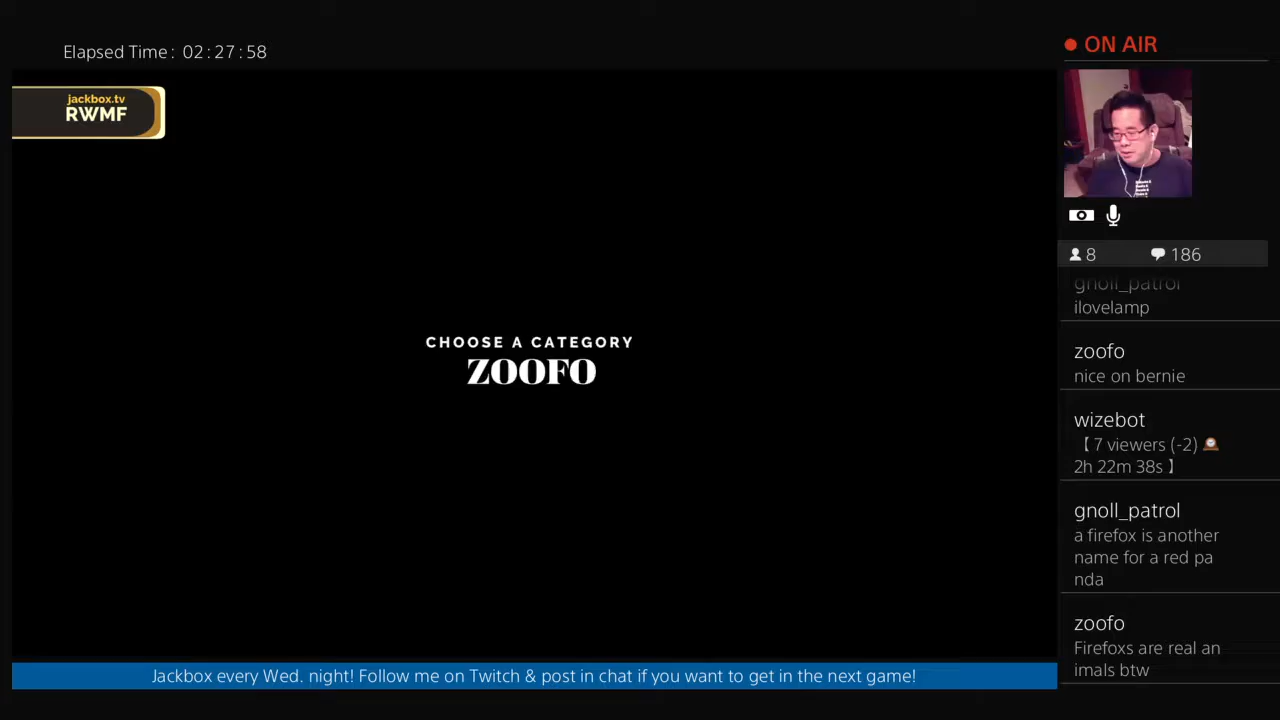 Elapsed Time: 02:27:58
jackbox.tv
RWMF
CHOOSE A CATEGORY
ZOOFO
Jackbox every Wed. night! Follow me on Twitch & post in chat if you want to get in the next game!
ON AIR
8
186
gnoll_patrol
ilovelamp
zoofo
nice on bernie
wizebot
【 7 viewers (-2)
2h 22m 38s 】
gnoll_patrol
a firefox is another
name for a red pa
nda
zoofo
Firefoxs are real an
imals btw